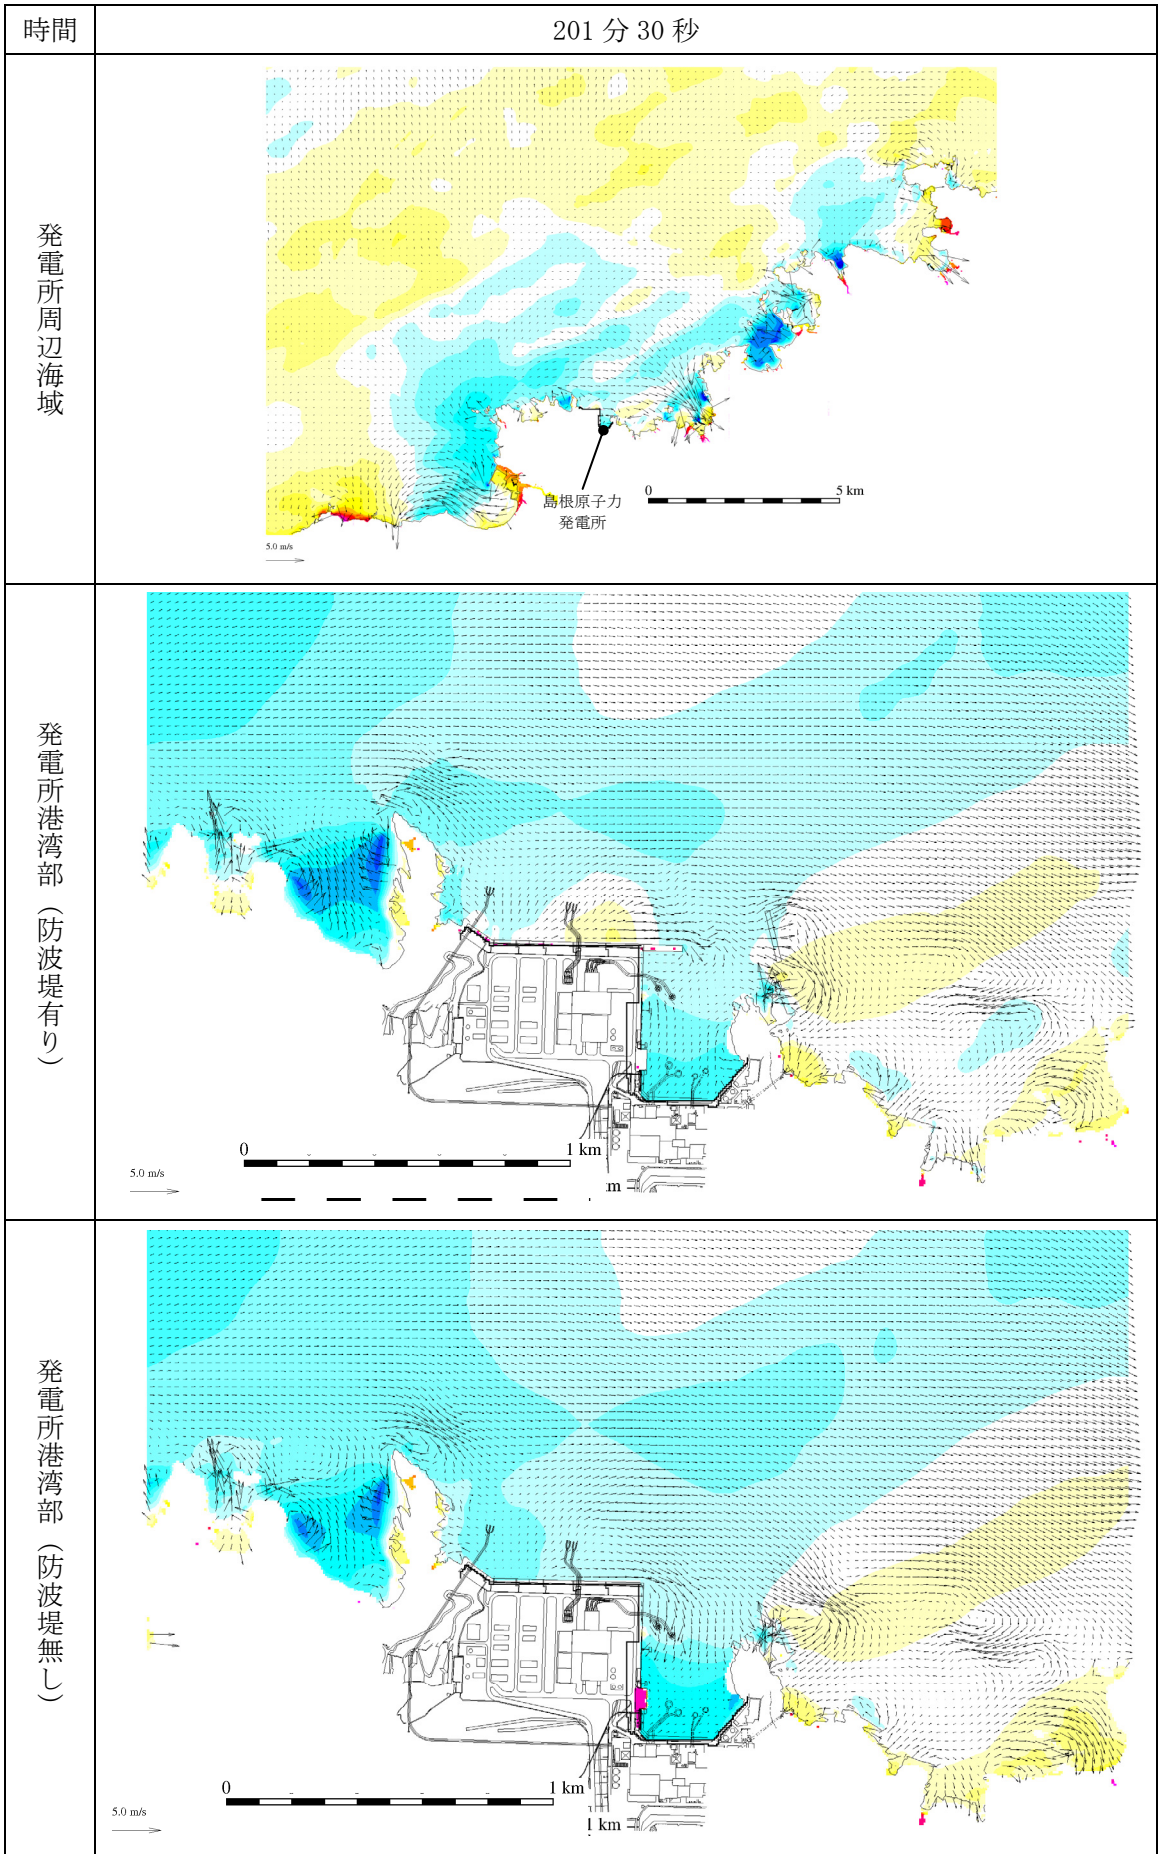 時間
201 分 30 秒
発電所周辺海域
島根原子力
発電所
0
5 km
5.0 m/s
発電所港湾部（防波堤有り）
0
1 km
5.0 m/s
km
発電所港湾部（防波堤無し）
0
1 km
5.0 m/s
1 km